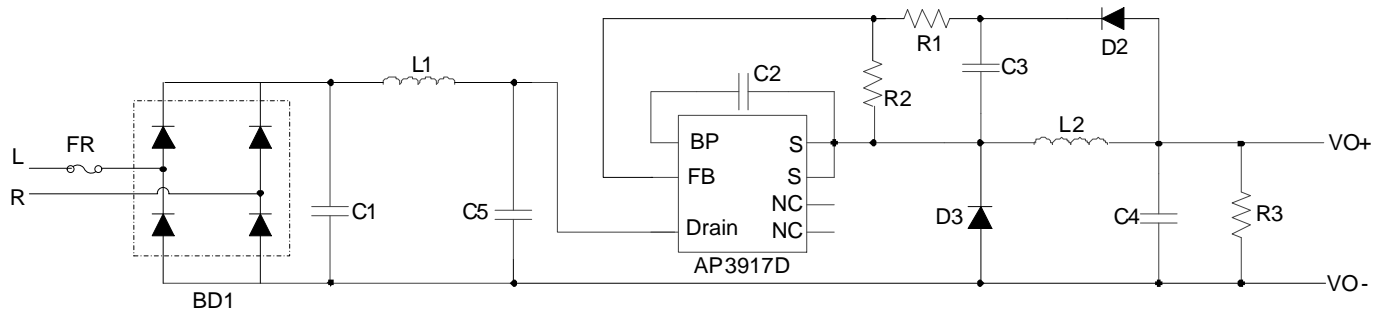 R1
D2
C3
L1
C2
R2
L2
FR
BP
S
L
VO+
FB
S
R
C1
C5
NC
D3
C4
R3
Drain
NC
AP3917D
BD1
VO-